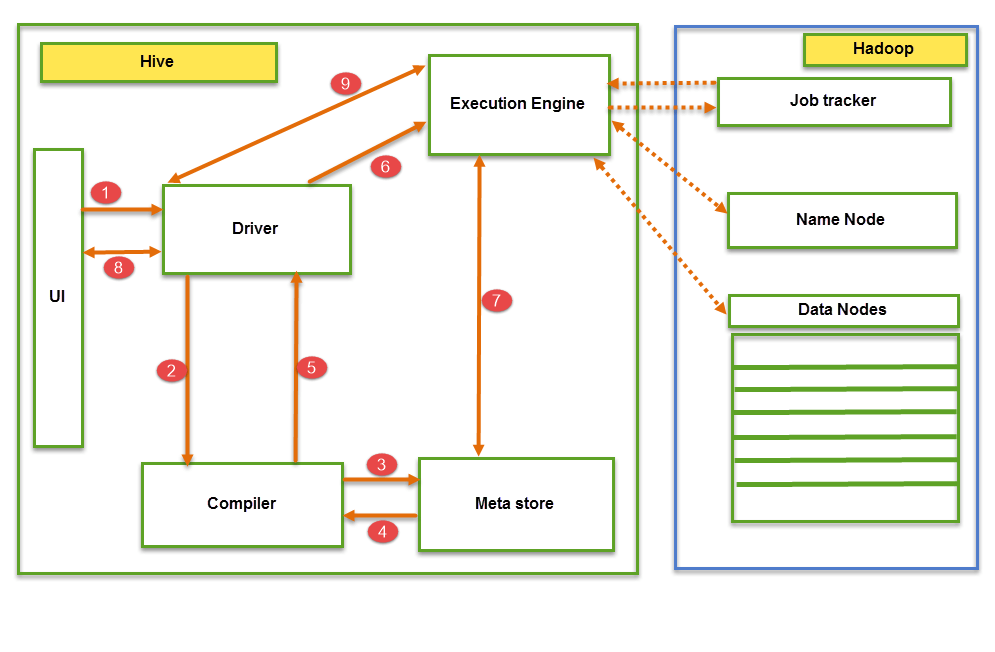 Hive
Hadoop
9
Execution Engine
Job tracker
6
1
Driver
Name Node
8
UI
7
Data Nodes
2
5
3
Compiler
Meta store
4